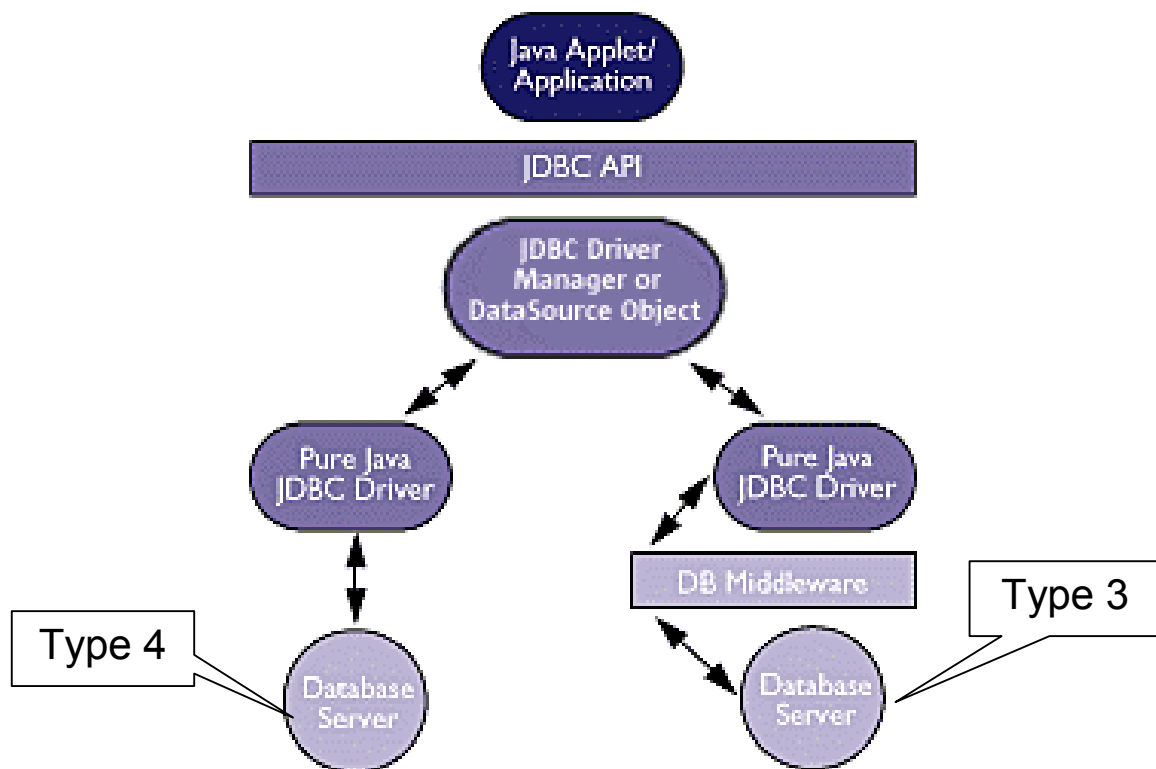 Java Applet/
Application
JDBC API
JDBC Driver
Manager or
DataSource Object
Pure Java
JDBC Driver
Pure Java
JDBC Driver
DB Middleware
Type 3
Type 4
Database
Server
Database
Server